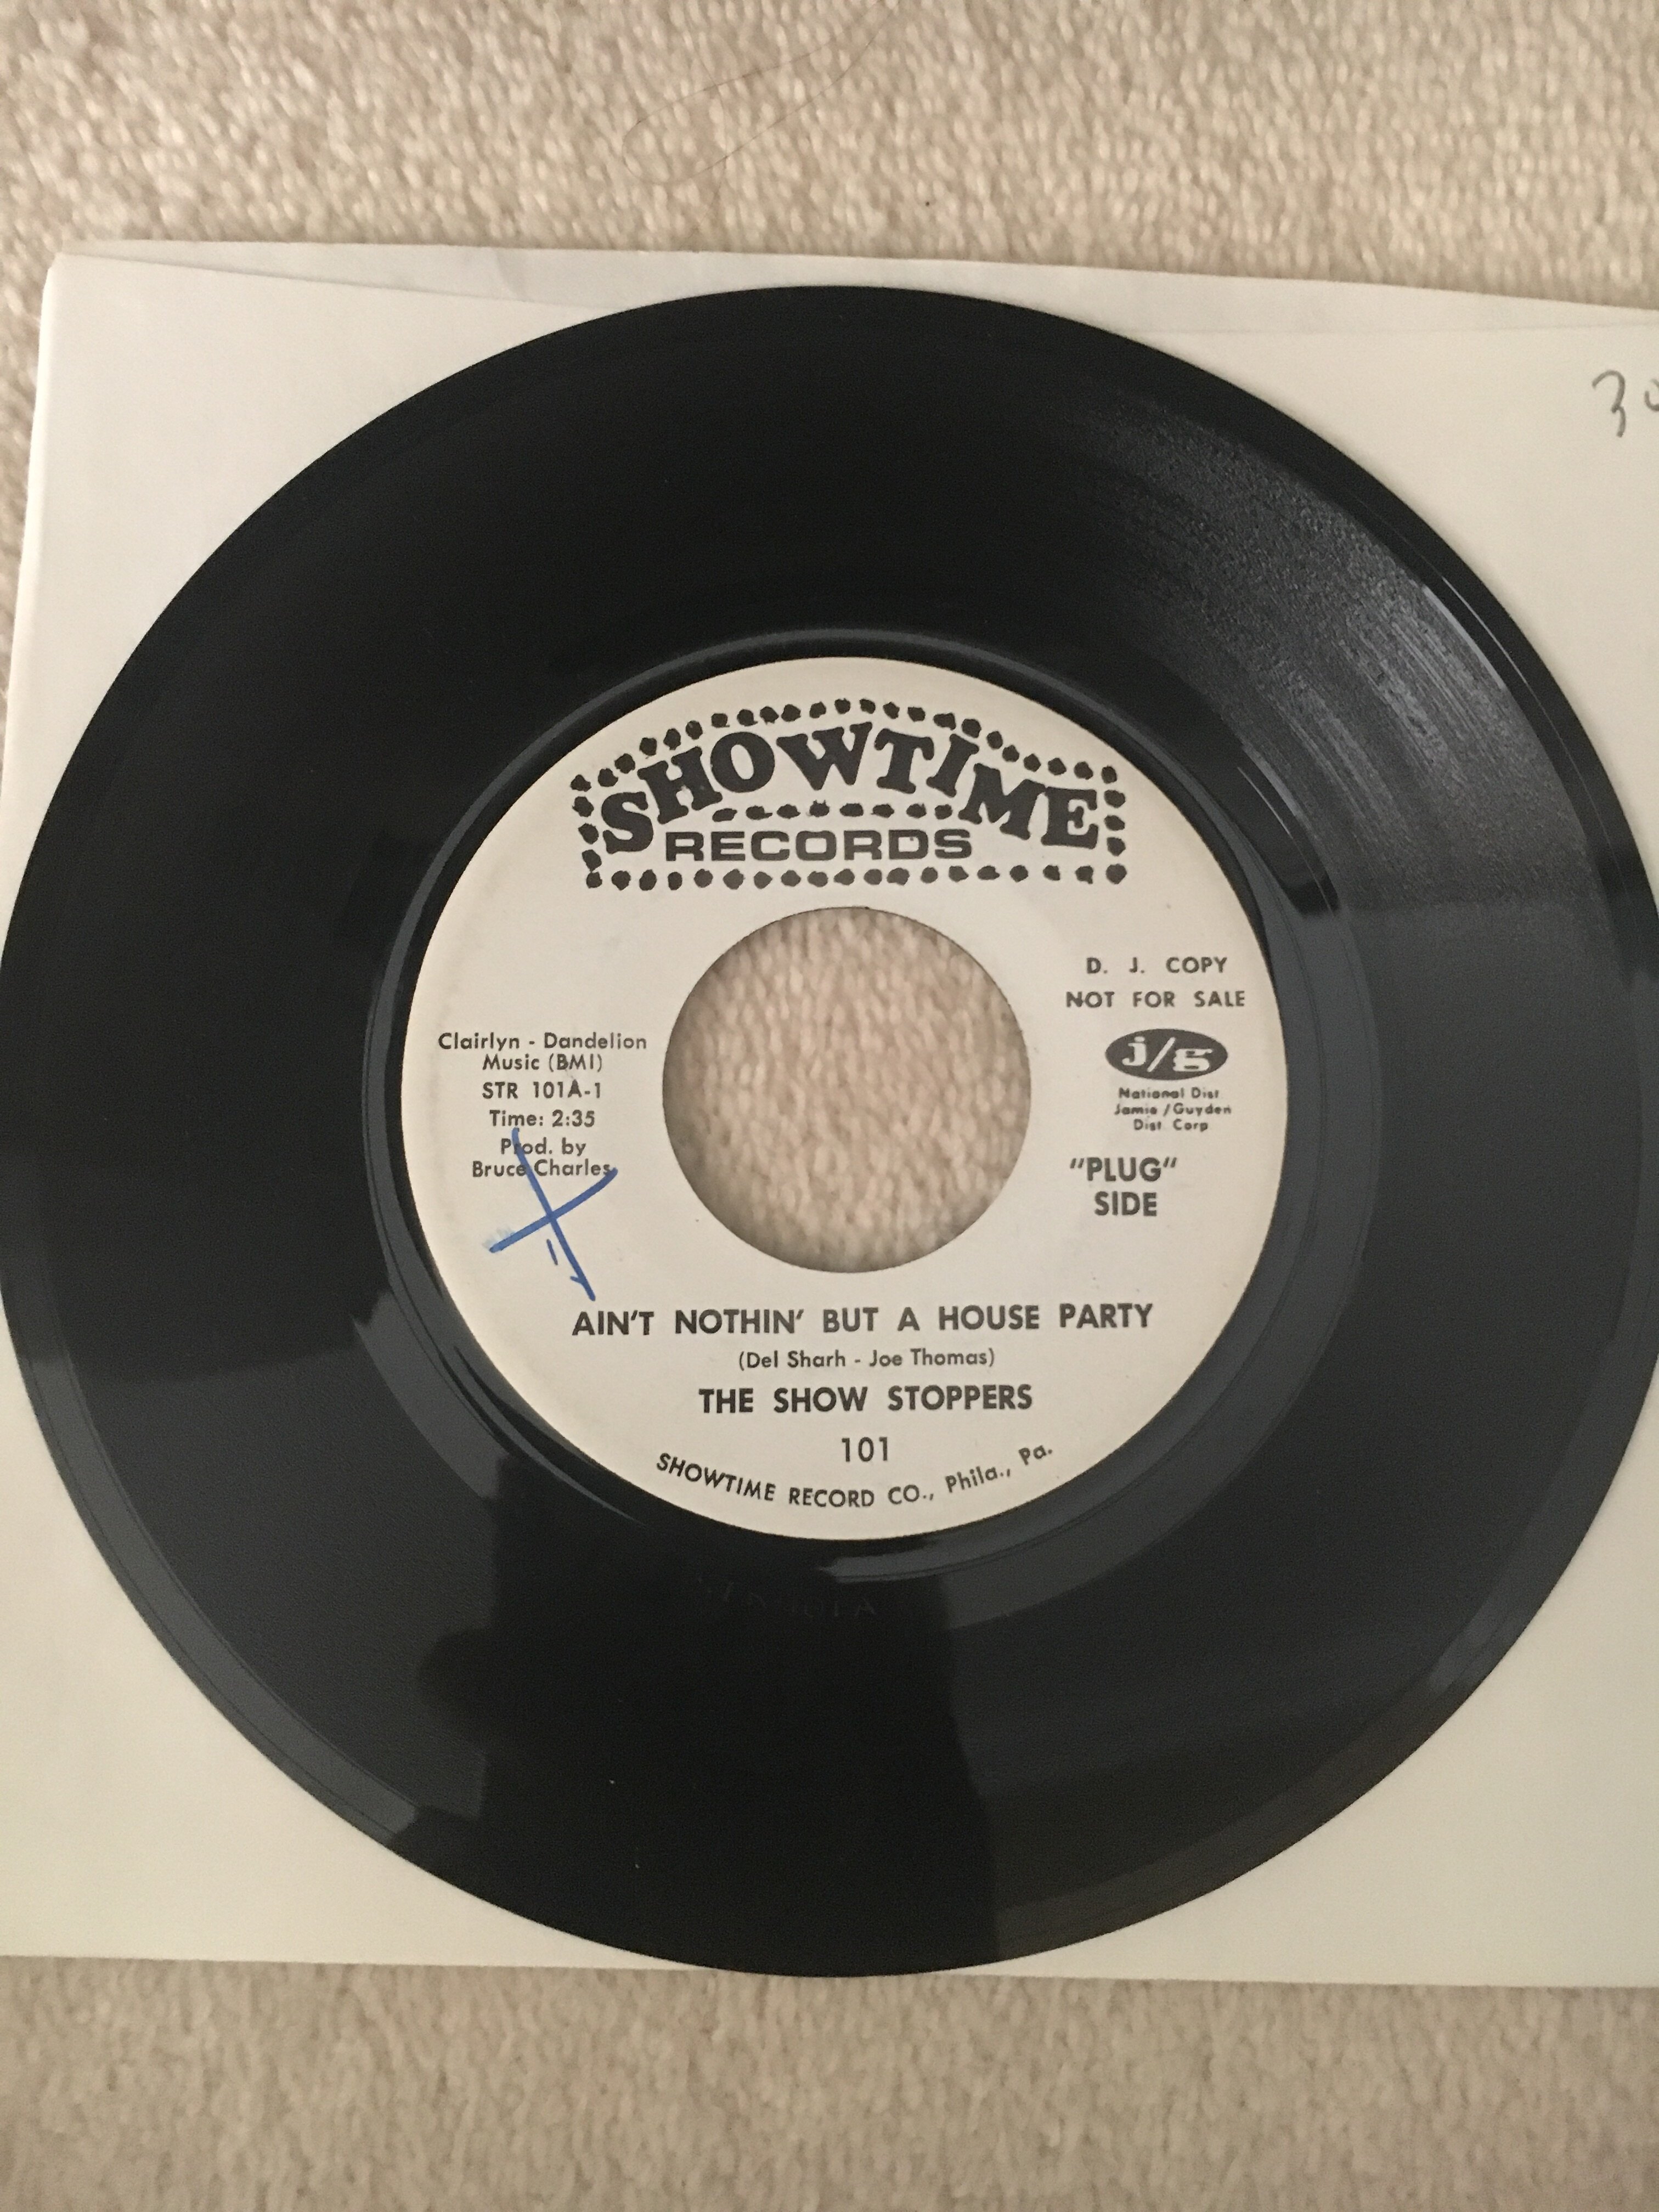 SHOWTIME
RECORDS
D. J. COPY
NOT FOR SALE
j/g
National Dist
Jamie / Guyden
Dist Corp
"PLUG"
SIDE
Clairlyn - Dandelion
Music (BMI)
STR 101A-1
Time: 2:35
Prod. by
Bruce Charles
AIN'T NOTHIN' BUT A HOUSE PARTY
(Del Sharh - Joe Thomas)
THE SHOW STOPPERS
101
SHOWTIME RECORD CO., Phila., Pa.